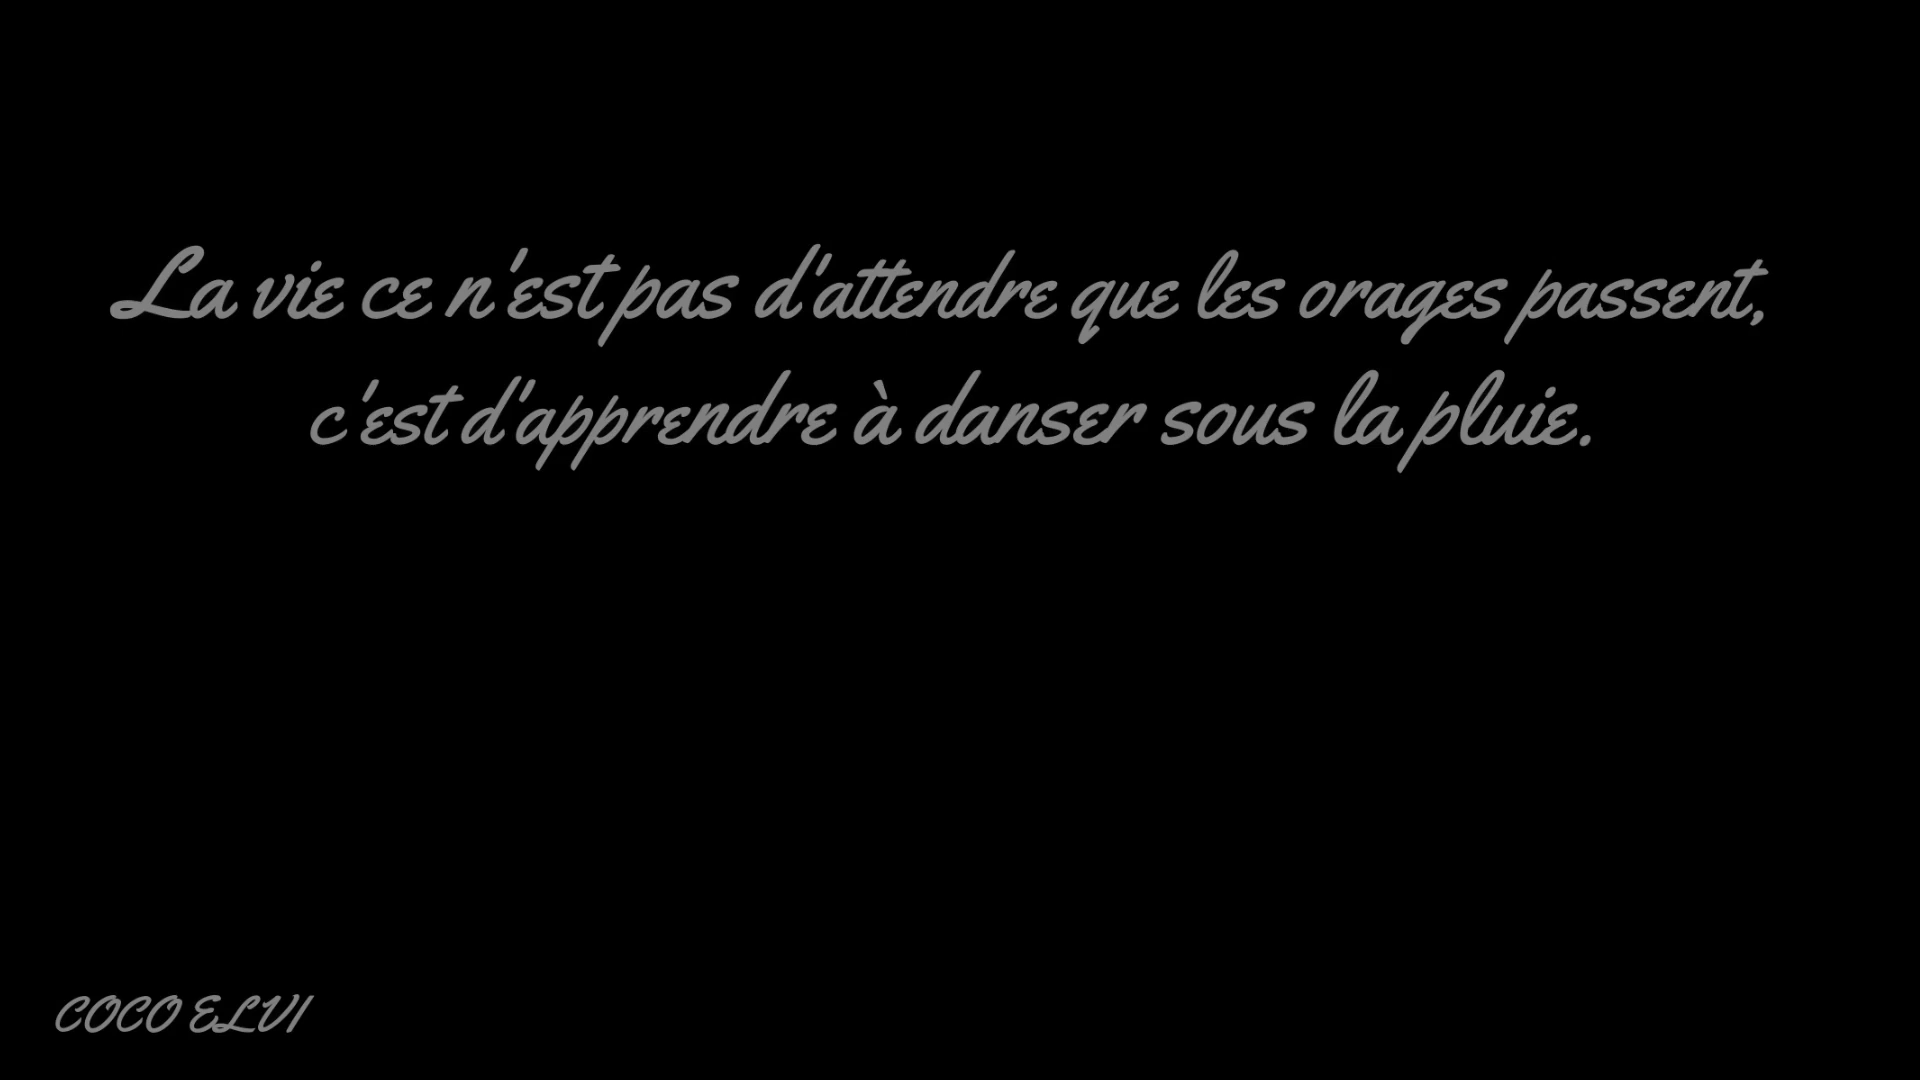 La vie ce n'est pas d'attendre que les orages passent,
c'est d'apprendre à danser sous la pluie.
COCO ELVI